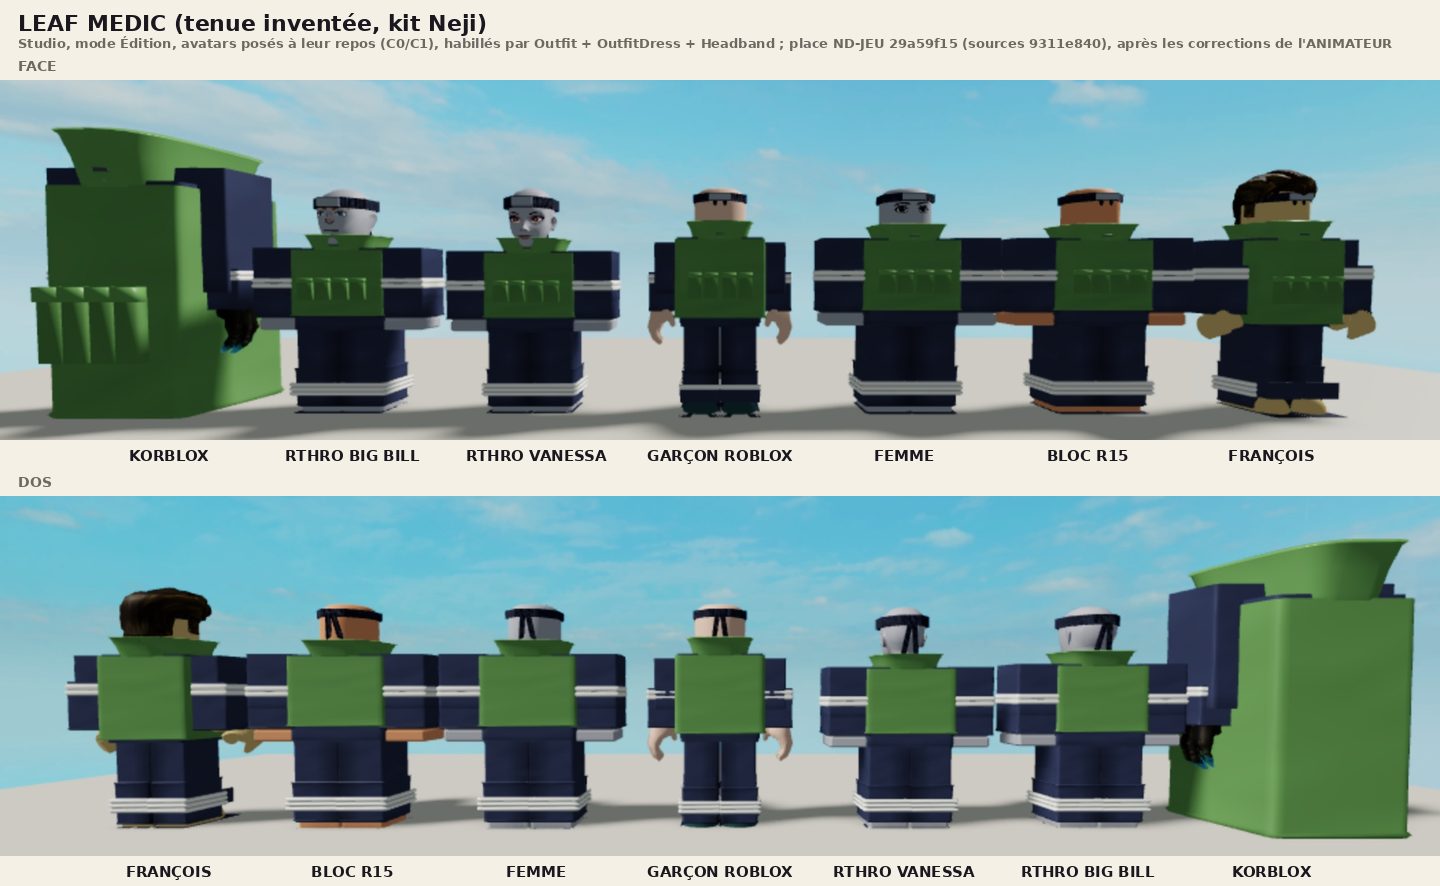 LEAF MEDIC (tenue inventée, kit Neji)
Studio, mode Édition, avatars posés à leur repos (C0/C1), habillés par Outfit + OutfitDress + Headband ; place ND-JEU 29a59f15 (sources 9311e840), après les corrections de l'ANIMATEUR
FACE
KORBLOX RTHRO BIG BILL RTHRO VANESSA GARÇON ROBLOX FEMME BLOC R15 FRANÇOIS
DOS
FRANÇOIS BLOC R15 FEMME GARÇON ROBLOX RTHRO VANESSA RTHRO BIG BILL KORBLOX